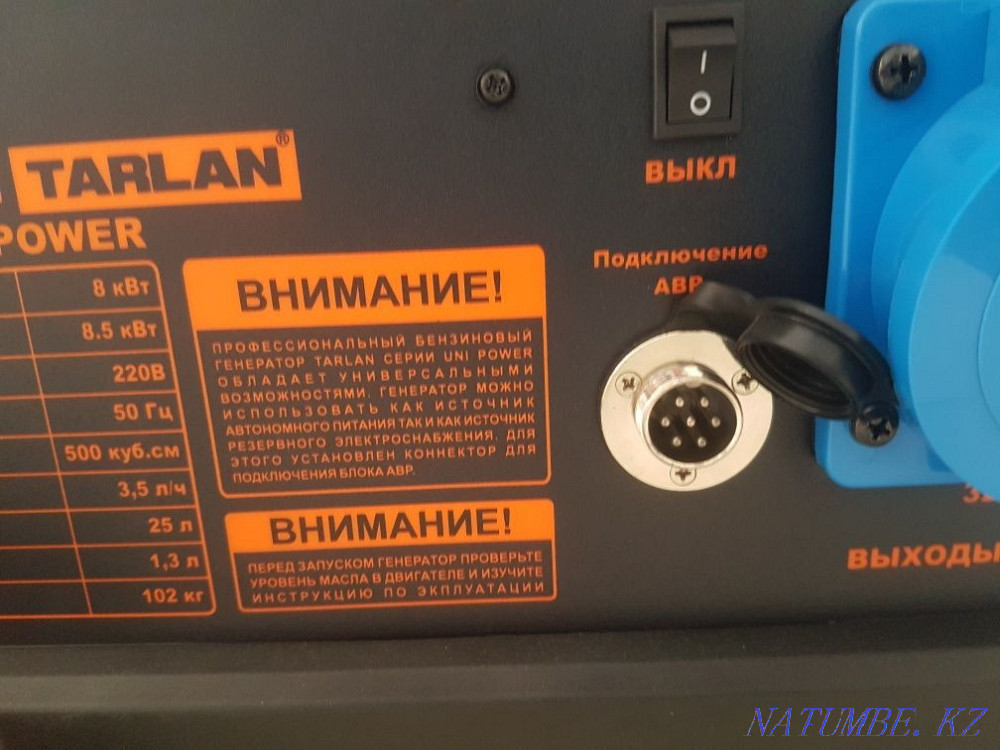 I
O
ВЫКЛ
TARLAN®
POWER
8 кВт
8.5 кВт
220В
50 Гц
500 куб.см
3,5 л/ч
25 л
1,3 л
102 кг
ВНИМАНИЕ!
ПРОФЕССИОНАЛЬНЫЙ БЕНЗИНОВЫЙ
ГЕНЕРАТОР TARLAN СЕРИИ UNI POWER
ОБЛАДАЕТ УНИВЕРСАЛЬНЫМИ
ВОЗМОЖНОСТЯМИ. ГЕНЕРАТОР МОЖНО
ИСПОЛЬЗОВАТЬ КАК ИСТОЧНИК
АВТОНОМНОГО ПИТАНИЯ ТАК И КАК ИСТОЧНИК
РЕЗЕРВНОГО ЭЛЕКТРОСНАБЖЕНИЯ. ДЛЯ
ЭТОГО УСТАНОВЛЕН КОННЕКТОР ДЛЯ
ПОДКЛЮЧЕНИЯ БЛОКА АВР.
ВНИМАНИЕ!
ПЕРЕД ЗАПУСКОМ ГЕНЕРАТОР ПРОВЕРЬТЕ
УРОВЕНЬ МАСЛА В ДВИГАТЕЛЕ И ИЗУЧИТЕ
ИНСТРУКЦИЮ ПО ЭКПЛУАТАЦИИ
Подключение
АВР
ВЫХОДЫ
NATUMBE. KZ